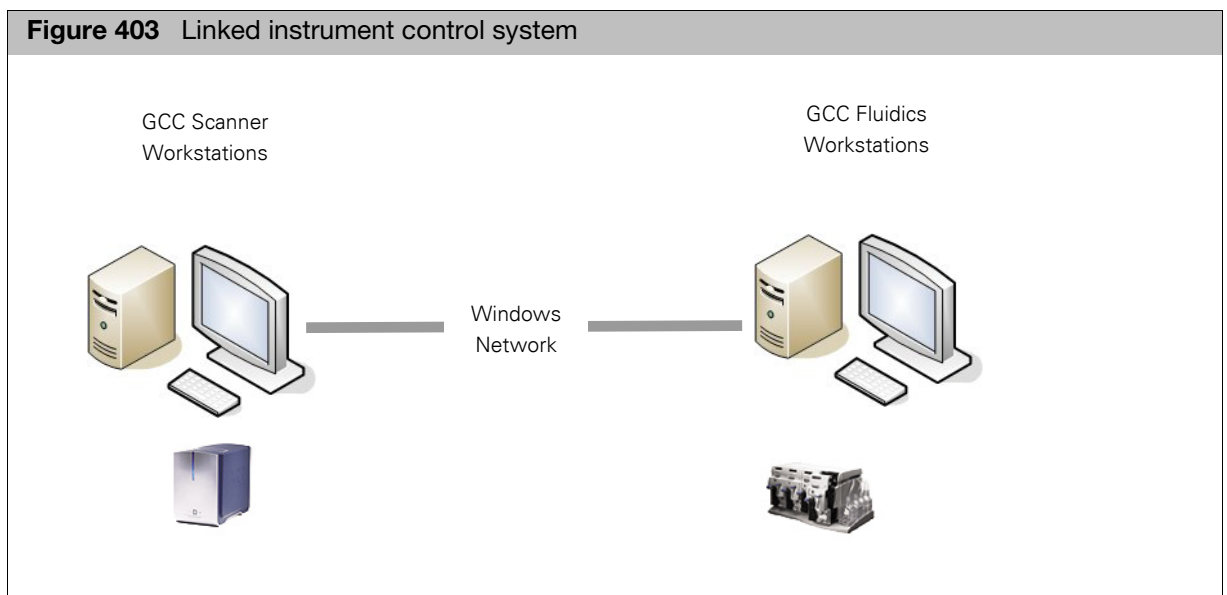 Figure 403 Linked instrument control system
GCC Scanner
Workstations
GCC Fluidics
Workstations
Windows
Network